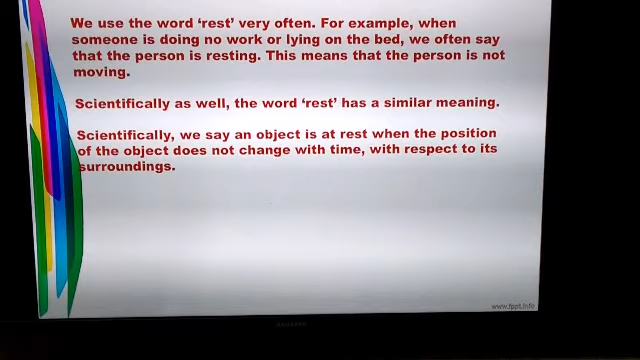 We use the word ‘rest’ very often. For example, when
someone is doing no work or lying on the bed, we often say
that the person is resting. This means that the person is not
moving.
Scientifically as well, the word ‘rest’ has a similar meaning.
Scientifically, we say an object is at rest when the position
of the object does not change with time, with respect to its
surroundings.
www.fppt.info
SAMSUNG